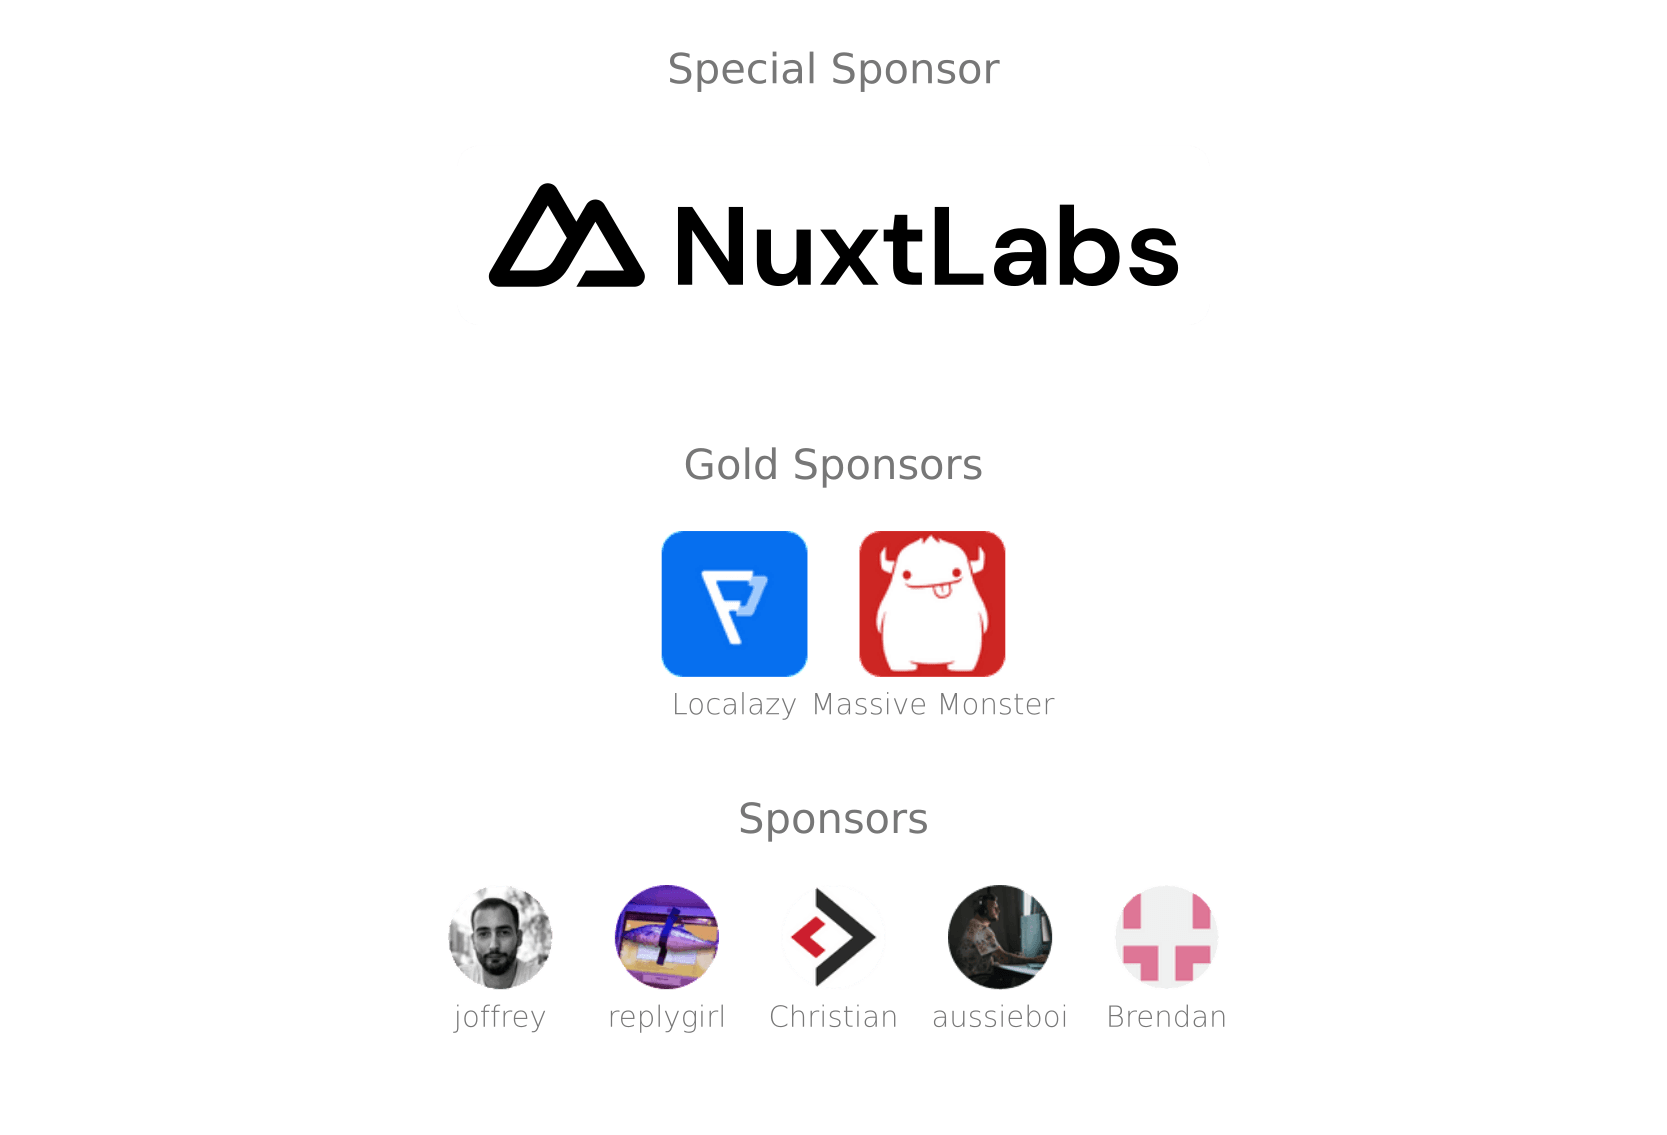 Special Sponsor
NuxtLabs
Gold Sponsors
Localazy Massive Monster
Sponsors
joffrey replygirl Christian aussieboi Brendan